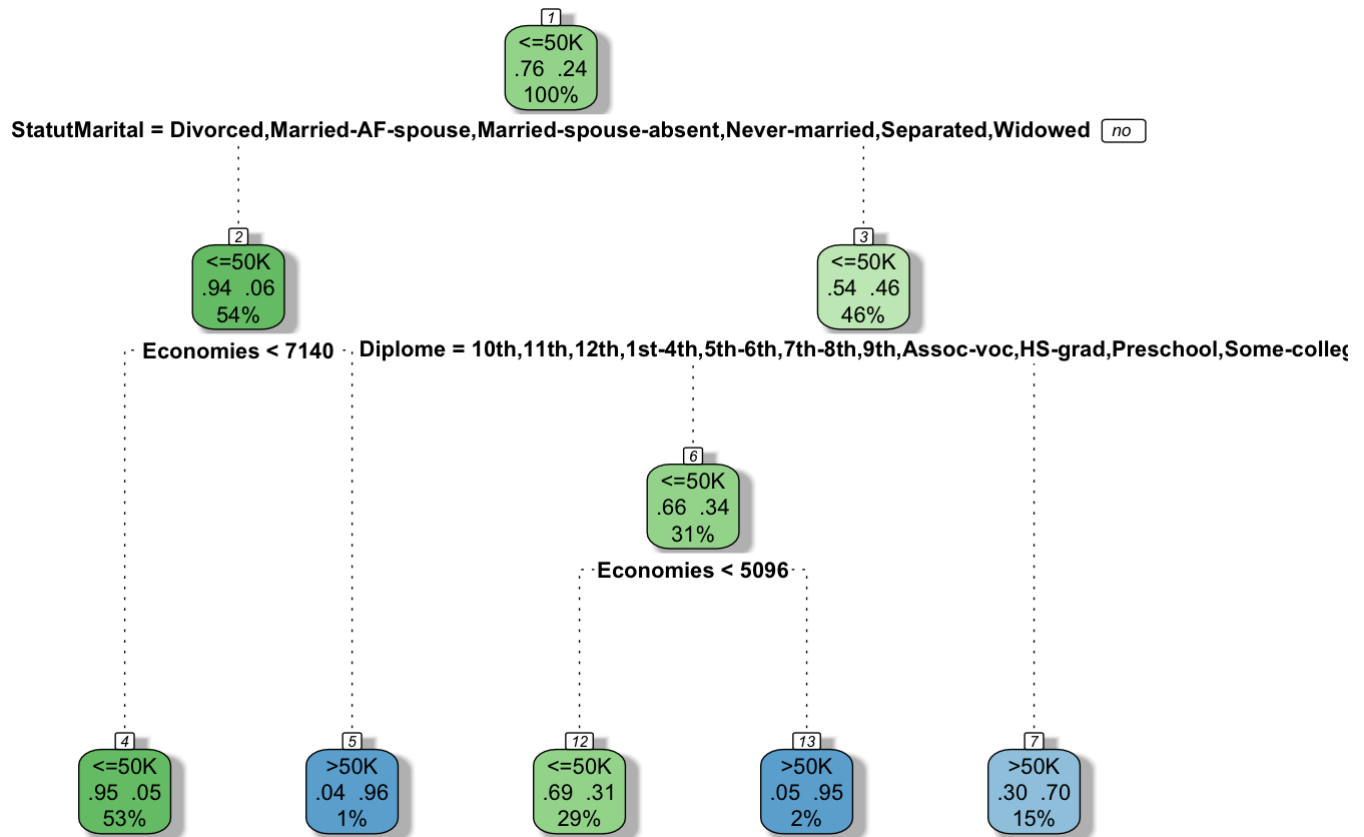 1
<=50K
.76 .24
100%
StatutMarital = Divorced,Married-AF-spouse,Married-spouse-absent,Never-married,Separated,Widowed no
2
<=50K
.94 .06
54%
3
<=50K
.54 .46
46%
Economies < 7140
Diplome = 10th,11th,12th,1st-4th,5th-6th,7th-8th,9th,Assoc-voc,HS-grad,Preschool,Some-colleg
6
<=50K
.66 .34
31%
Economies < 5096
4
<=50K
.95 .05
53%
5
>50K
.04 .96
1%
12
<=50K
.69 .31
29%
13
>50K
.05 .95
2%
7
>50K
.30 .70
15%